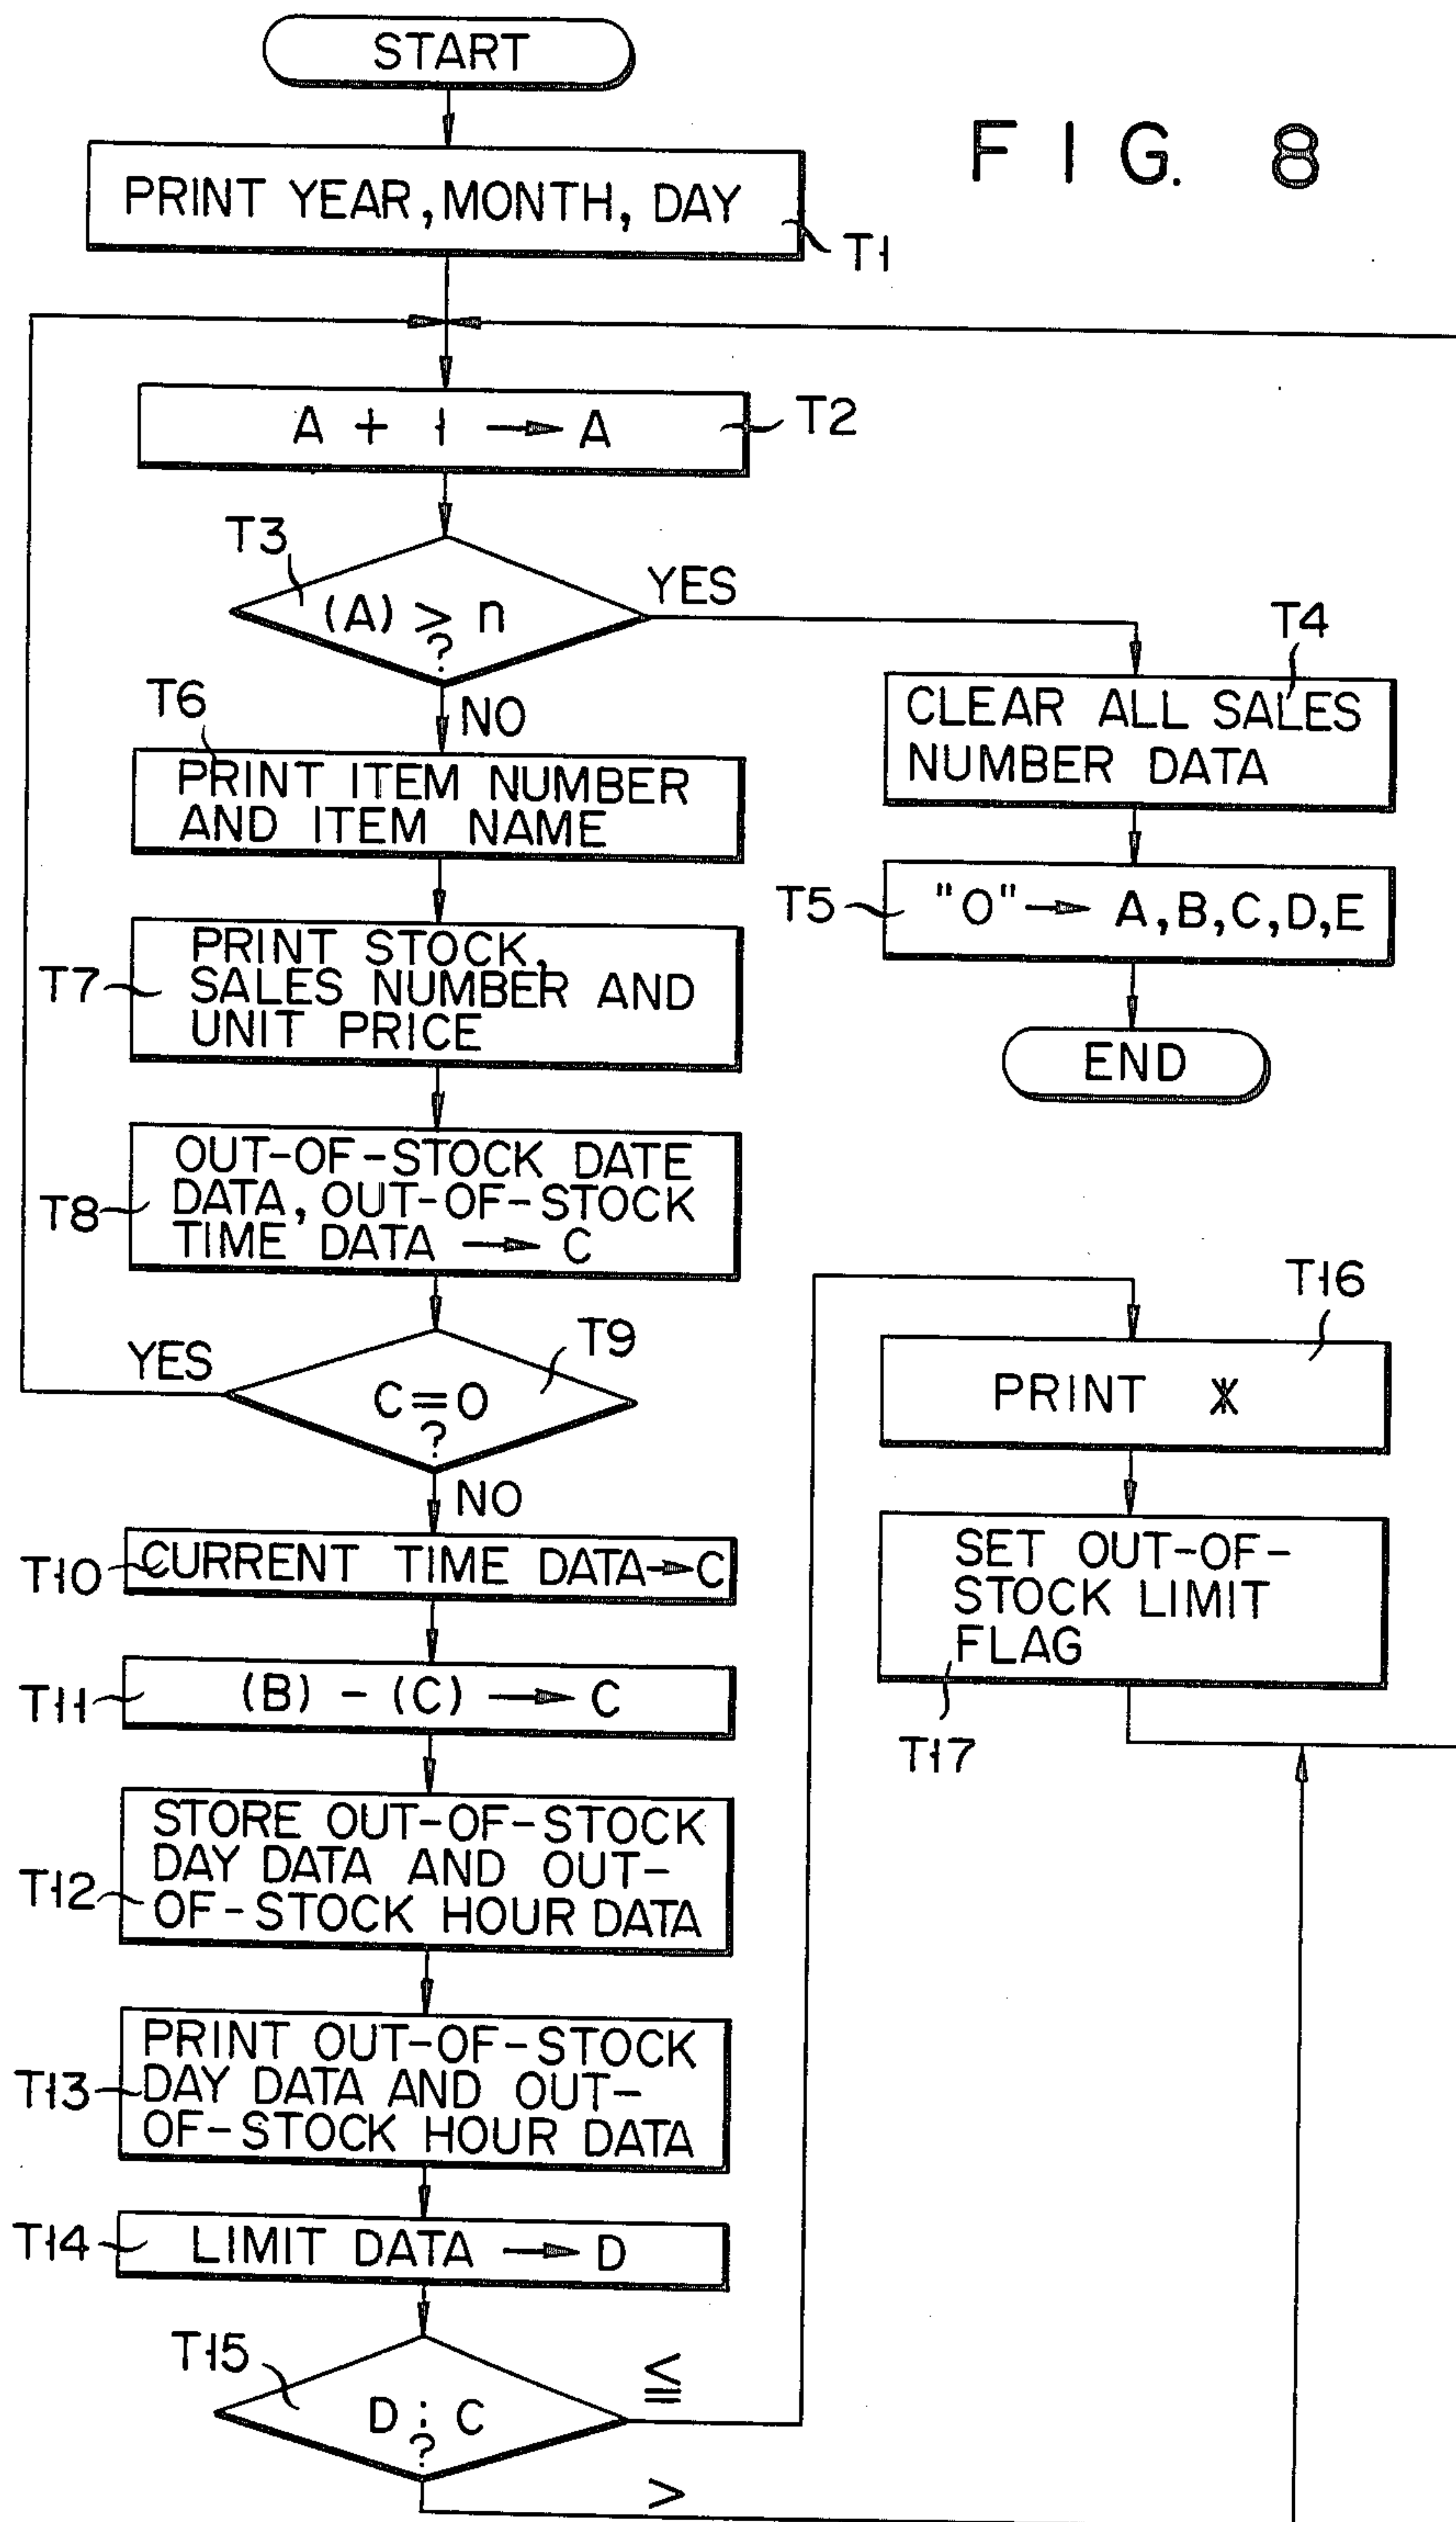 START
FIG. 8
PRINT YEAR, MONTH, DAY
T1
A + 1 → A
T2
T3
(A) > n
?
YES
NO
T4
CLEAR ALL SALES
NUMBER DATA
T5
"0" → A, B, C, D, E
END
T6
PRINT ITEM NUMBER
AND ITEM NAME
T7
PRINT STOCK,
SALES NUMBER AND
UNIT PRICE
T8
OUT-OF-STOCK DATE
DATA, OUT-OF-STOCK
TIME DATA → C
T9
YES
C=0
?
NO
T10
CURRENT TIME DATA → C
T11
(B) - (C) → C
T12
STORE OUT-OF-STOCK
DAY DATA AND OUT-
OF-STOCK HOUR DATA
T13
PRINT OUT-OF-STOCK
DAY DATA AND OUT-
OF-STOCK HOUR DATA
T14
LIMIT DATA → D
T15
D : C
?
≦
>
T16
PRINT *
SET OUT-OF-
STOCK LIMIT
FLAG
T17